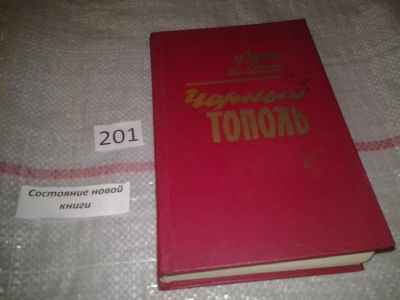 Черный
ТОПОЛЬ
201
Состояние новой
книги